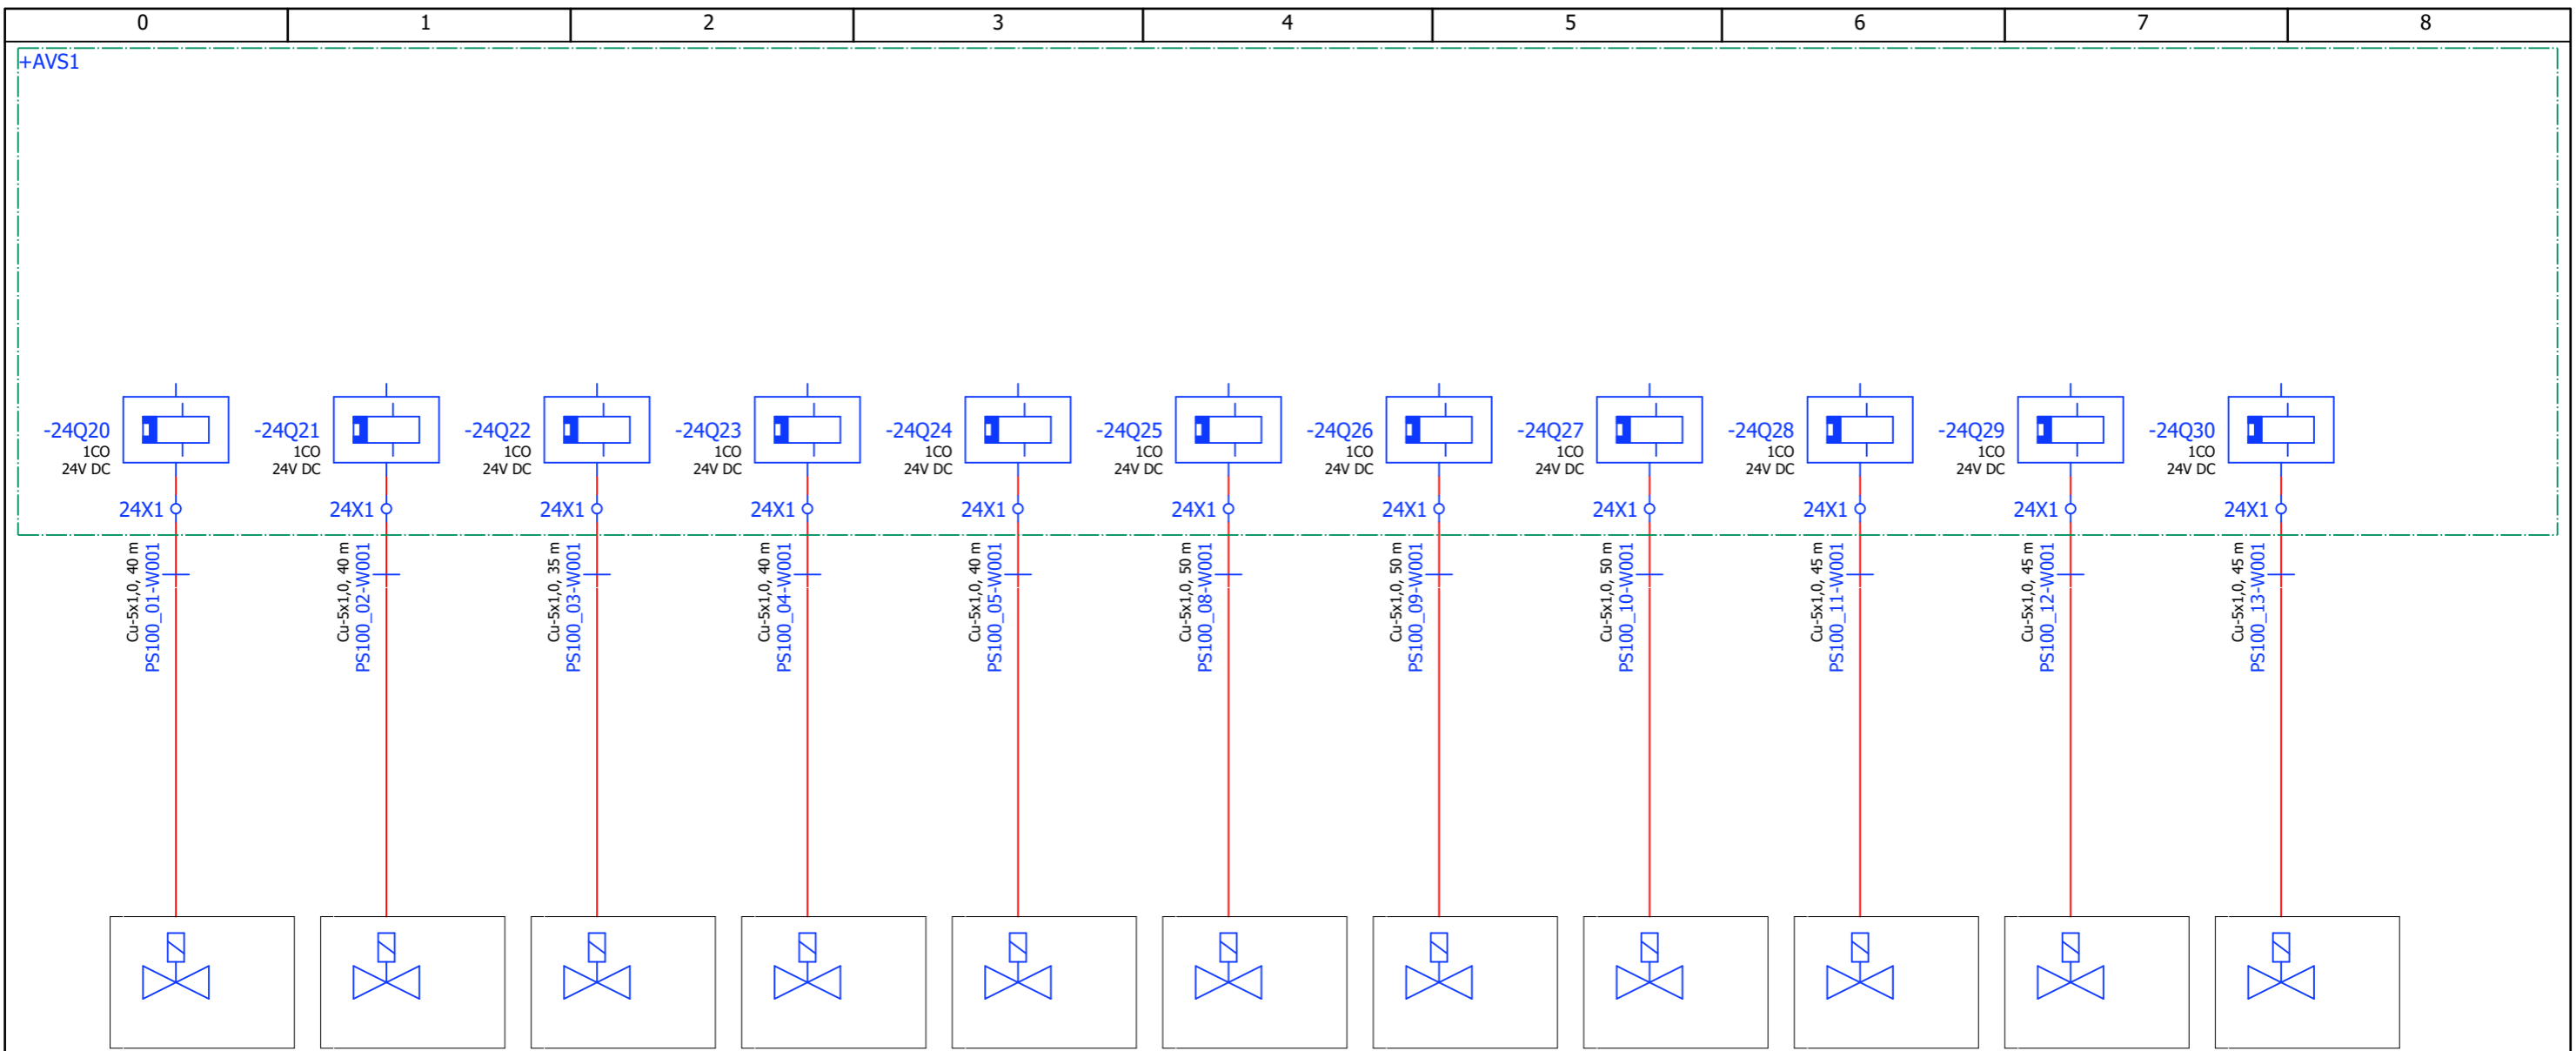 0 1 2 3 4 5 6 7 8
+AVS1
-24Q20
1CO
24V DC
24X1
Cu-5x1,0, 40 m
PS100_01-W001
-24Q21
1CO
24V DC
24X1
Cu-5x1,0, 40 m
PS100_02-W001
-24Q22
1CO
24V DC
24X1
Cu-5x1,0, 35 m
PS100_03-W001
-24Q23
1CO
24V DC
24X1
Cu-5x1,0, 40 m
PS100_04-W001
-24Q24
1CO
24V DC
24X1
Cu-5x1,0, 40 m
PS100_05-W001
-24Q25
1CO
24V DC
24X1
Cu-5x1,0, 50 m
PS100_08-W001
-24Q26
1CO
24V DC
24X1
Cu-5x1,0, 50 m
PS100_09-W001
-24Q27
1CO
24V DC
24X1
Cu-5x1,0, 50 m
PS100_10-W001
-24Q28
1CO
24V DC
24X1
Cu-5x1,0, 45 m
PS100_11-W001
-24Q29
1CO
24V DC
24X1
Cu-5x1,0, 45 m
PS100_12-W001
-24Q30
1CO
24V DC
24X1
Cu-5x1,0, 45 m
PS100_13-W001